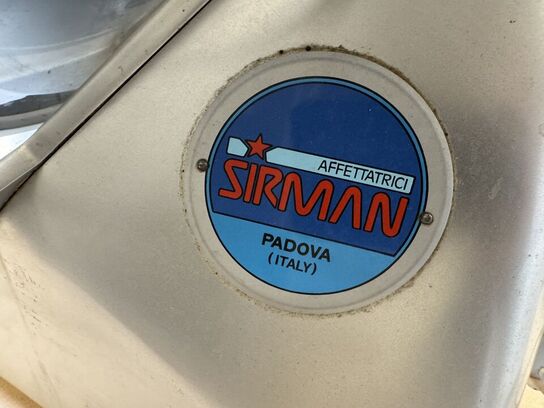 AFFETTATRICI
SIRMAN
PADOVA
(ITALY)